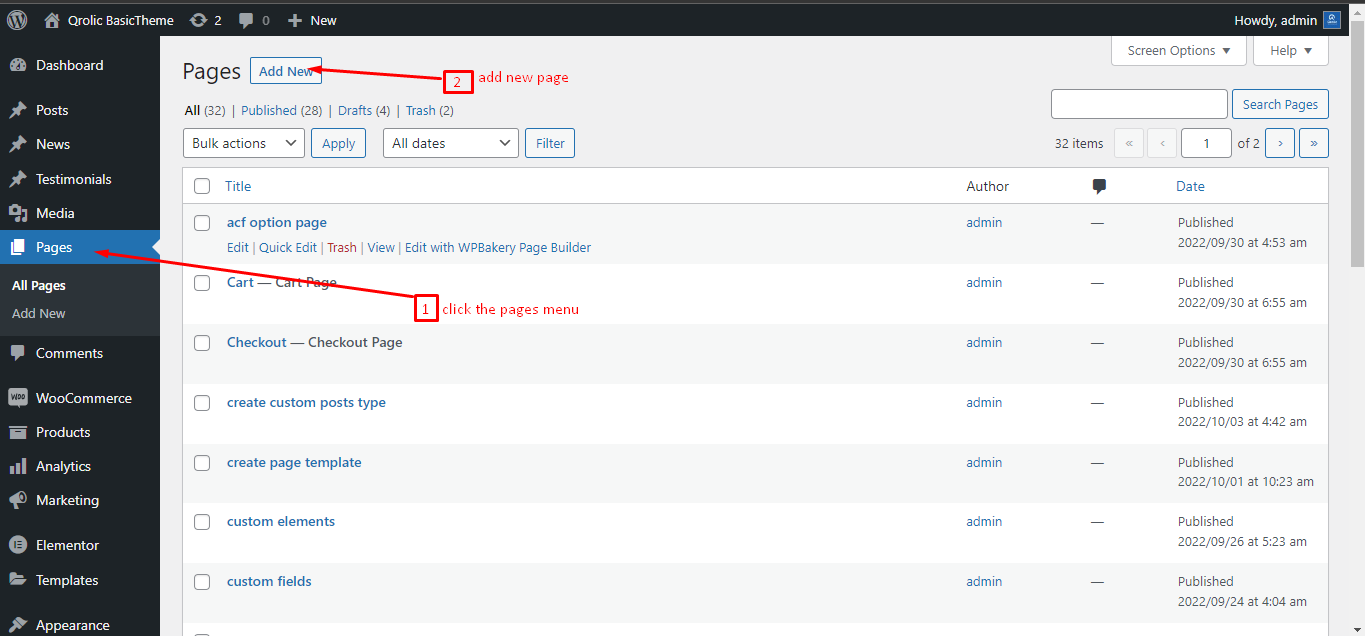 Qrolic BasicTheme 2 0 New Howdy, admin
Dashboard
Posts
News
Testimonials
Media
Pages
All Pages
Add New
Comments
WooCommerce
Products
Analytics
Marketing
Elementor
Templates
Appearance
Screen Options Help
Pages Add New
2 add new page
All (32) | Published (28) | Drafts (4) | Trash (2)
Search Pages
Bulk actions Apply All dates Filter
32 items « ‹ 1 of 2 › »
Title Author Date
acf option page admin — Published
2022/09/30 at 4:53 am
Edit | Quick Edit | Trash | View | Edit with WPBakery Page Builder
Cart — Cart Page admin — Published
2022/09/30 at 6:55 am
1 click the pages menu
Checkout — Checkout Page admin — Published
2022/09/30 at 6:55 am
create custom posts type admin — Published
2022/10/03 at 4:42 am
create page template admin — Published
2022/10/01 at 10:23 am
custom elements admin — Published
2022/09/26 at 5:23 am
custom fields admin — Published
2022/09/24 at 4:04 am